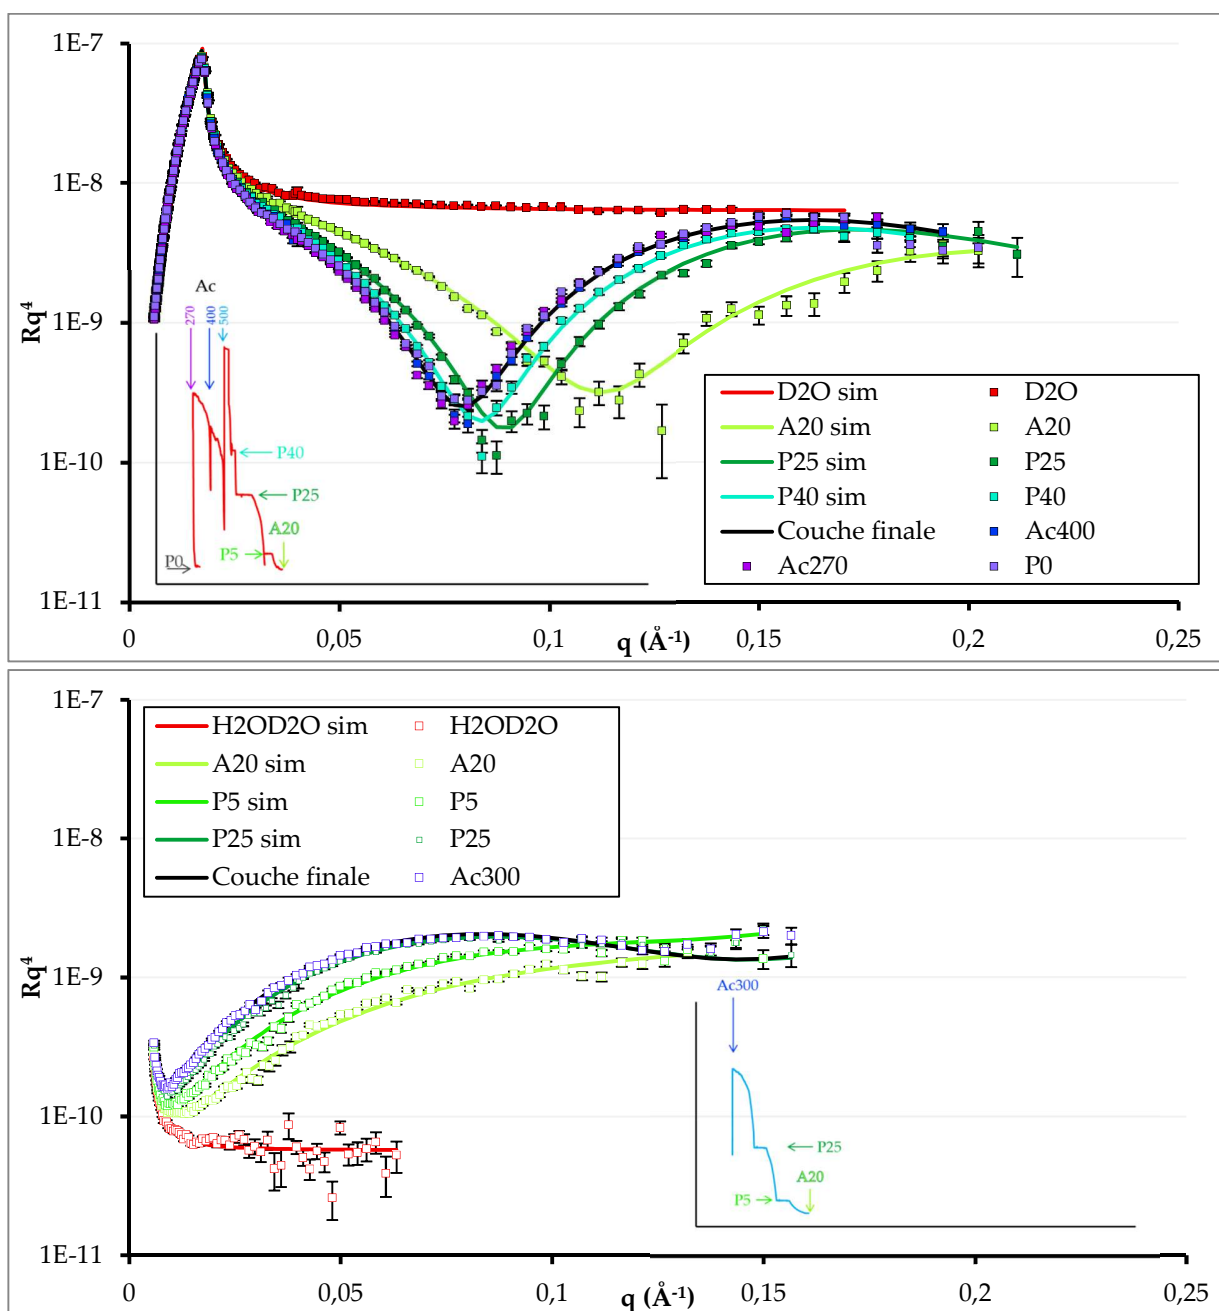 1E-7
1E-8
1E-9
1E-10
1E-11
Rq4
0
0,05
0,1
0,15
0,2
0,25
q (Å-1)
Ac
270
400
500
P40
P25
A20
P5
P0
D2O sim
D2O
A20 sim
A20
P25 sim
P25
P40 sim
P40
Couche finale
Ac400
Ac270
P0
1E-7
1E-8
1E-9
1E-10
1E-11
Rq4
H2OD2O sim
H2OD2O
A20 sim
A20
P5 sim
P5
P25 sim
P25
Couche finale
Ac300
Ac300
P25
A20
P5
0
0,05
0,1
0,15
0,2
0,25
q (Å-1)